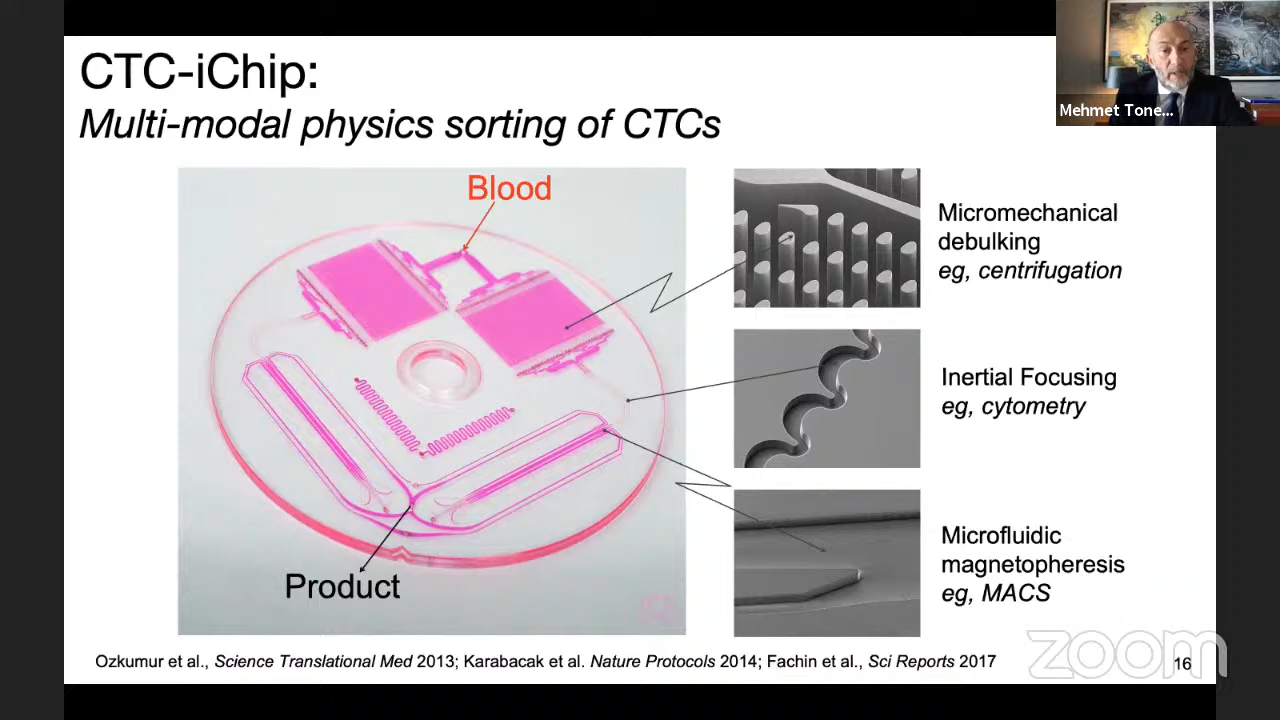 CTC-iChip:
Multi-modal physics sorting of CTCs
Mehmet Tone...
Blood
Product
Micromechanical
debulking
eg, centrifugation
Inertial Focusing
eg, cytometry
Microfluidic
magnetopheresis
eg, MACS
Ozkumur et al., Science Translational Med 2013; Karabacak et al. Nature Protocols 2014; Fachin et al., Sci Reports 2017
zoom
16